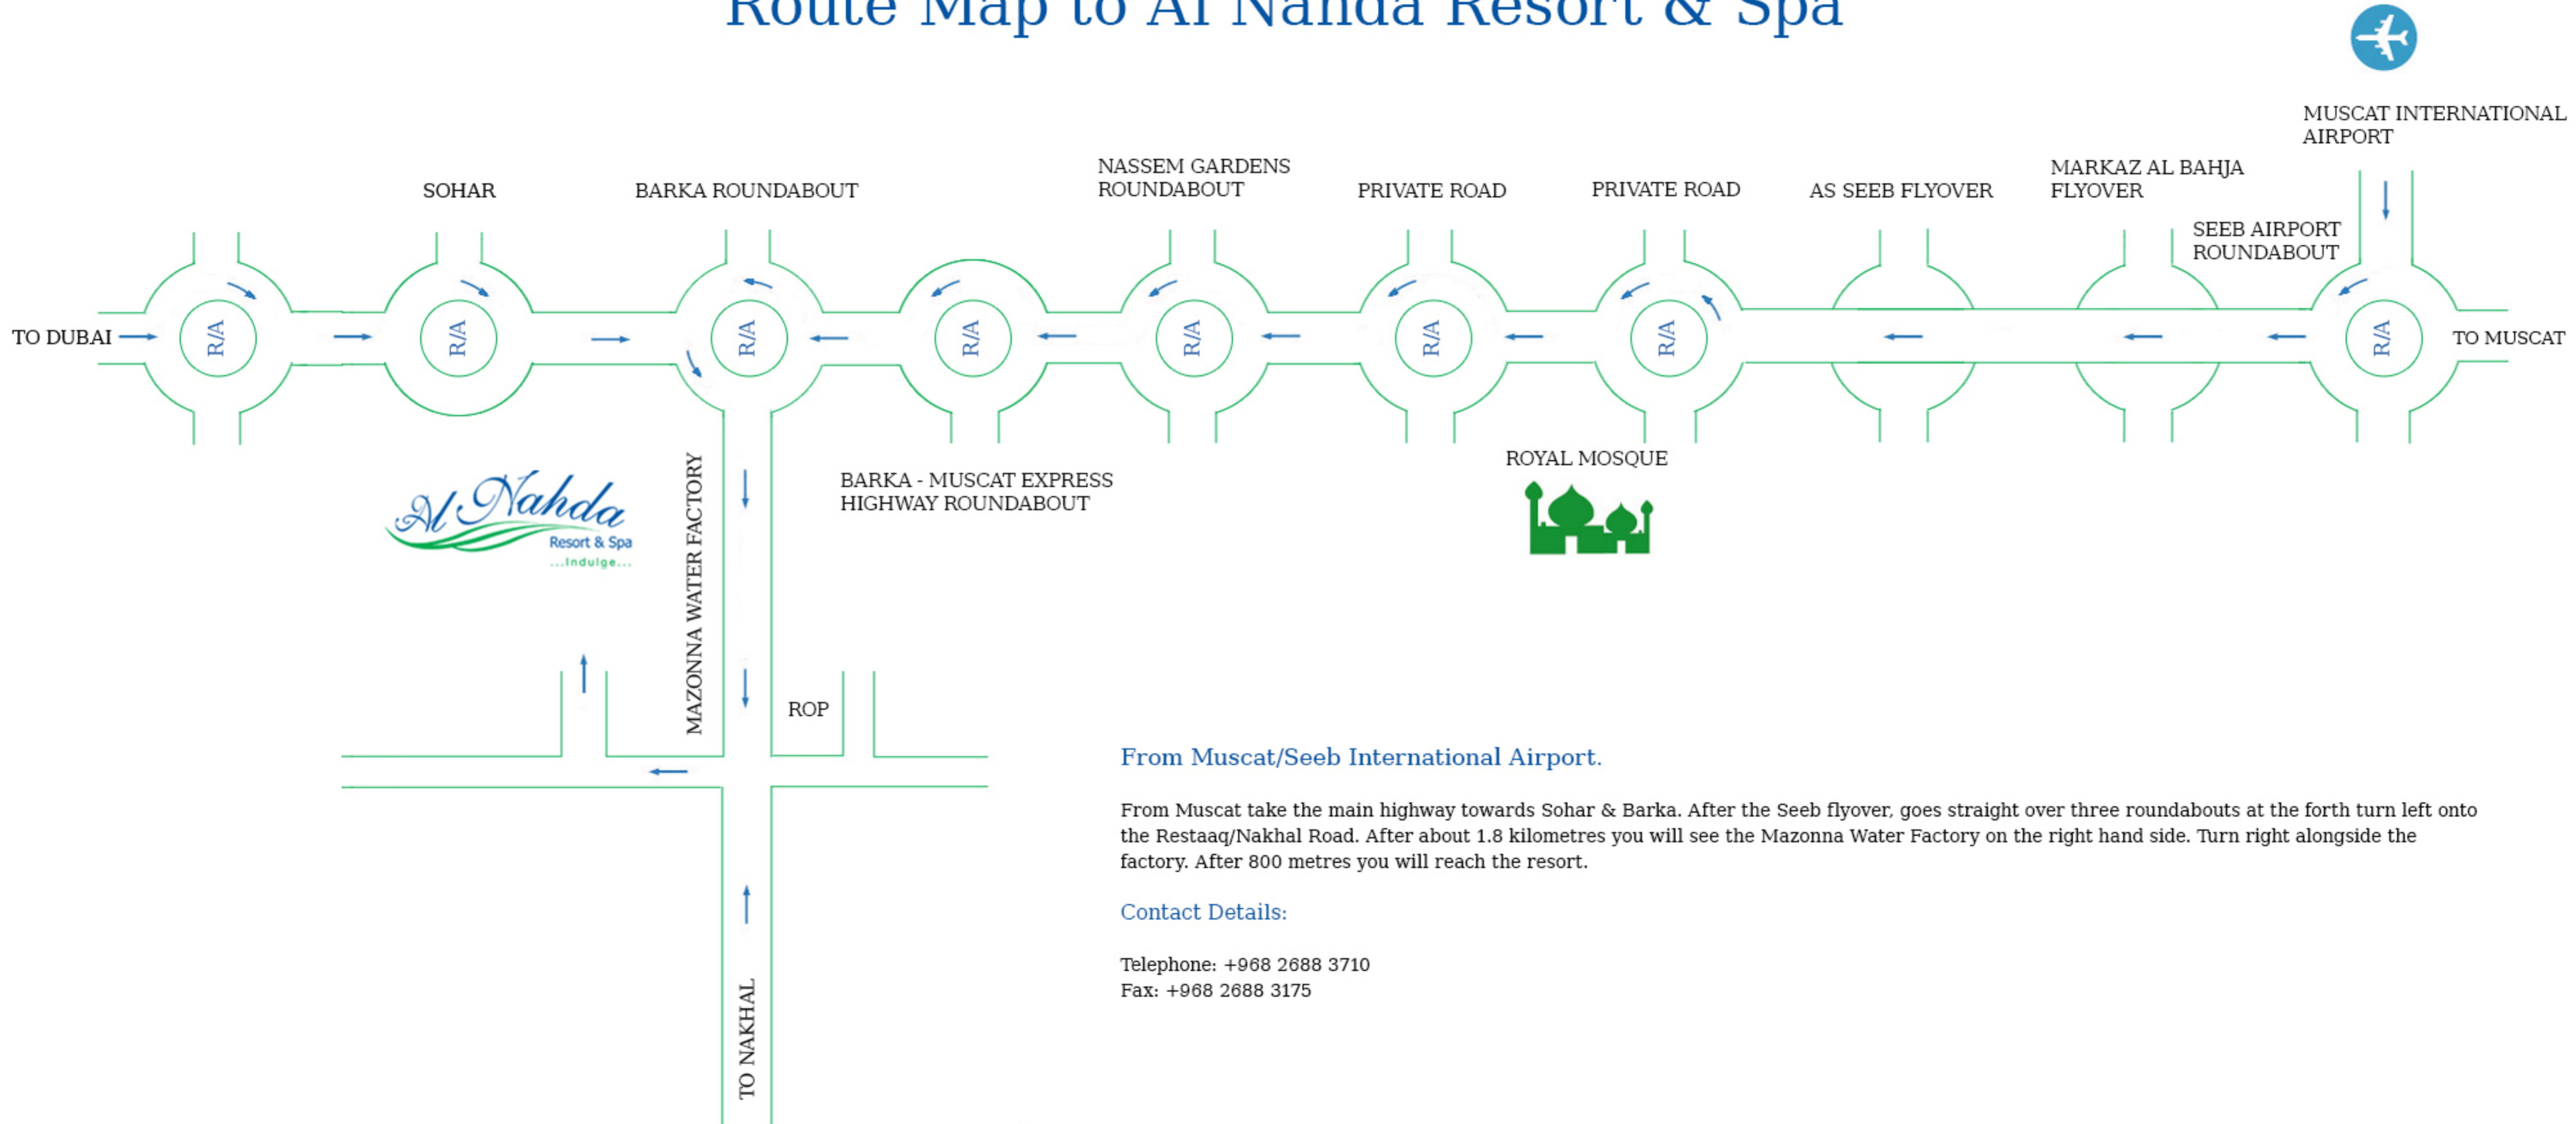 Route Map to Al Nahda Resort & Spa
MUSCAT INTERNATIONAL
AIRPORT
SOHAR
BARKA ROUNDABOUT
NASSEM GARDENS
ROUNDABOUT
PRIVATE ROAD
PRIVATE ROAD
AS SEEB FLYOVER
MARKAZ AL BAHJA
FLYOVER
SEEB AIRPORT
ROUNDABOUT
TO DUBAI
R/A
R/A
R/A
R/A
R/A
R/A
R/A
R/A
TO MUSCAT
Al Nahda
Resort & Spa
...Indulge...
MAZONNA WATER FACTORY
BARKA - MUSCAT EXPRESS
HIGHWAY ROUNDABOUT
ROYAL MOSQUE
ROP
TO NAKHAL
From Muscat/Seeb International Airport.
From Muscat take the main highway towards Sohar & Barka. After the Seeb flyover, goes straight over three roundabouts at the forth turn left onto
the Restaaq/Nakhal Road. After about 1.8 kilometres you will see the Mazonna Water Factory on the right hand side. Turn right alongside the
factory. After 800 metres you will reach the resort.
Contact Details:
Telephone: +968 2688 3710
Fax: +968 2688 3175